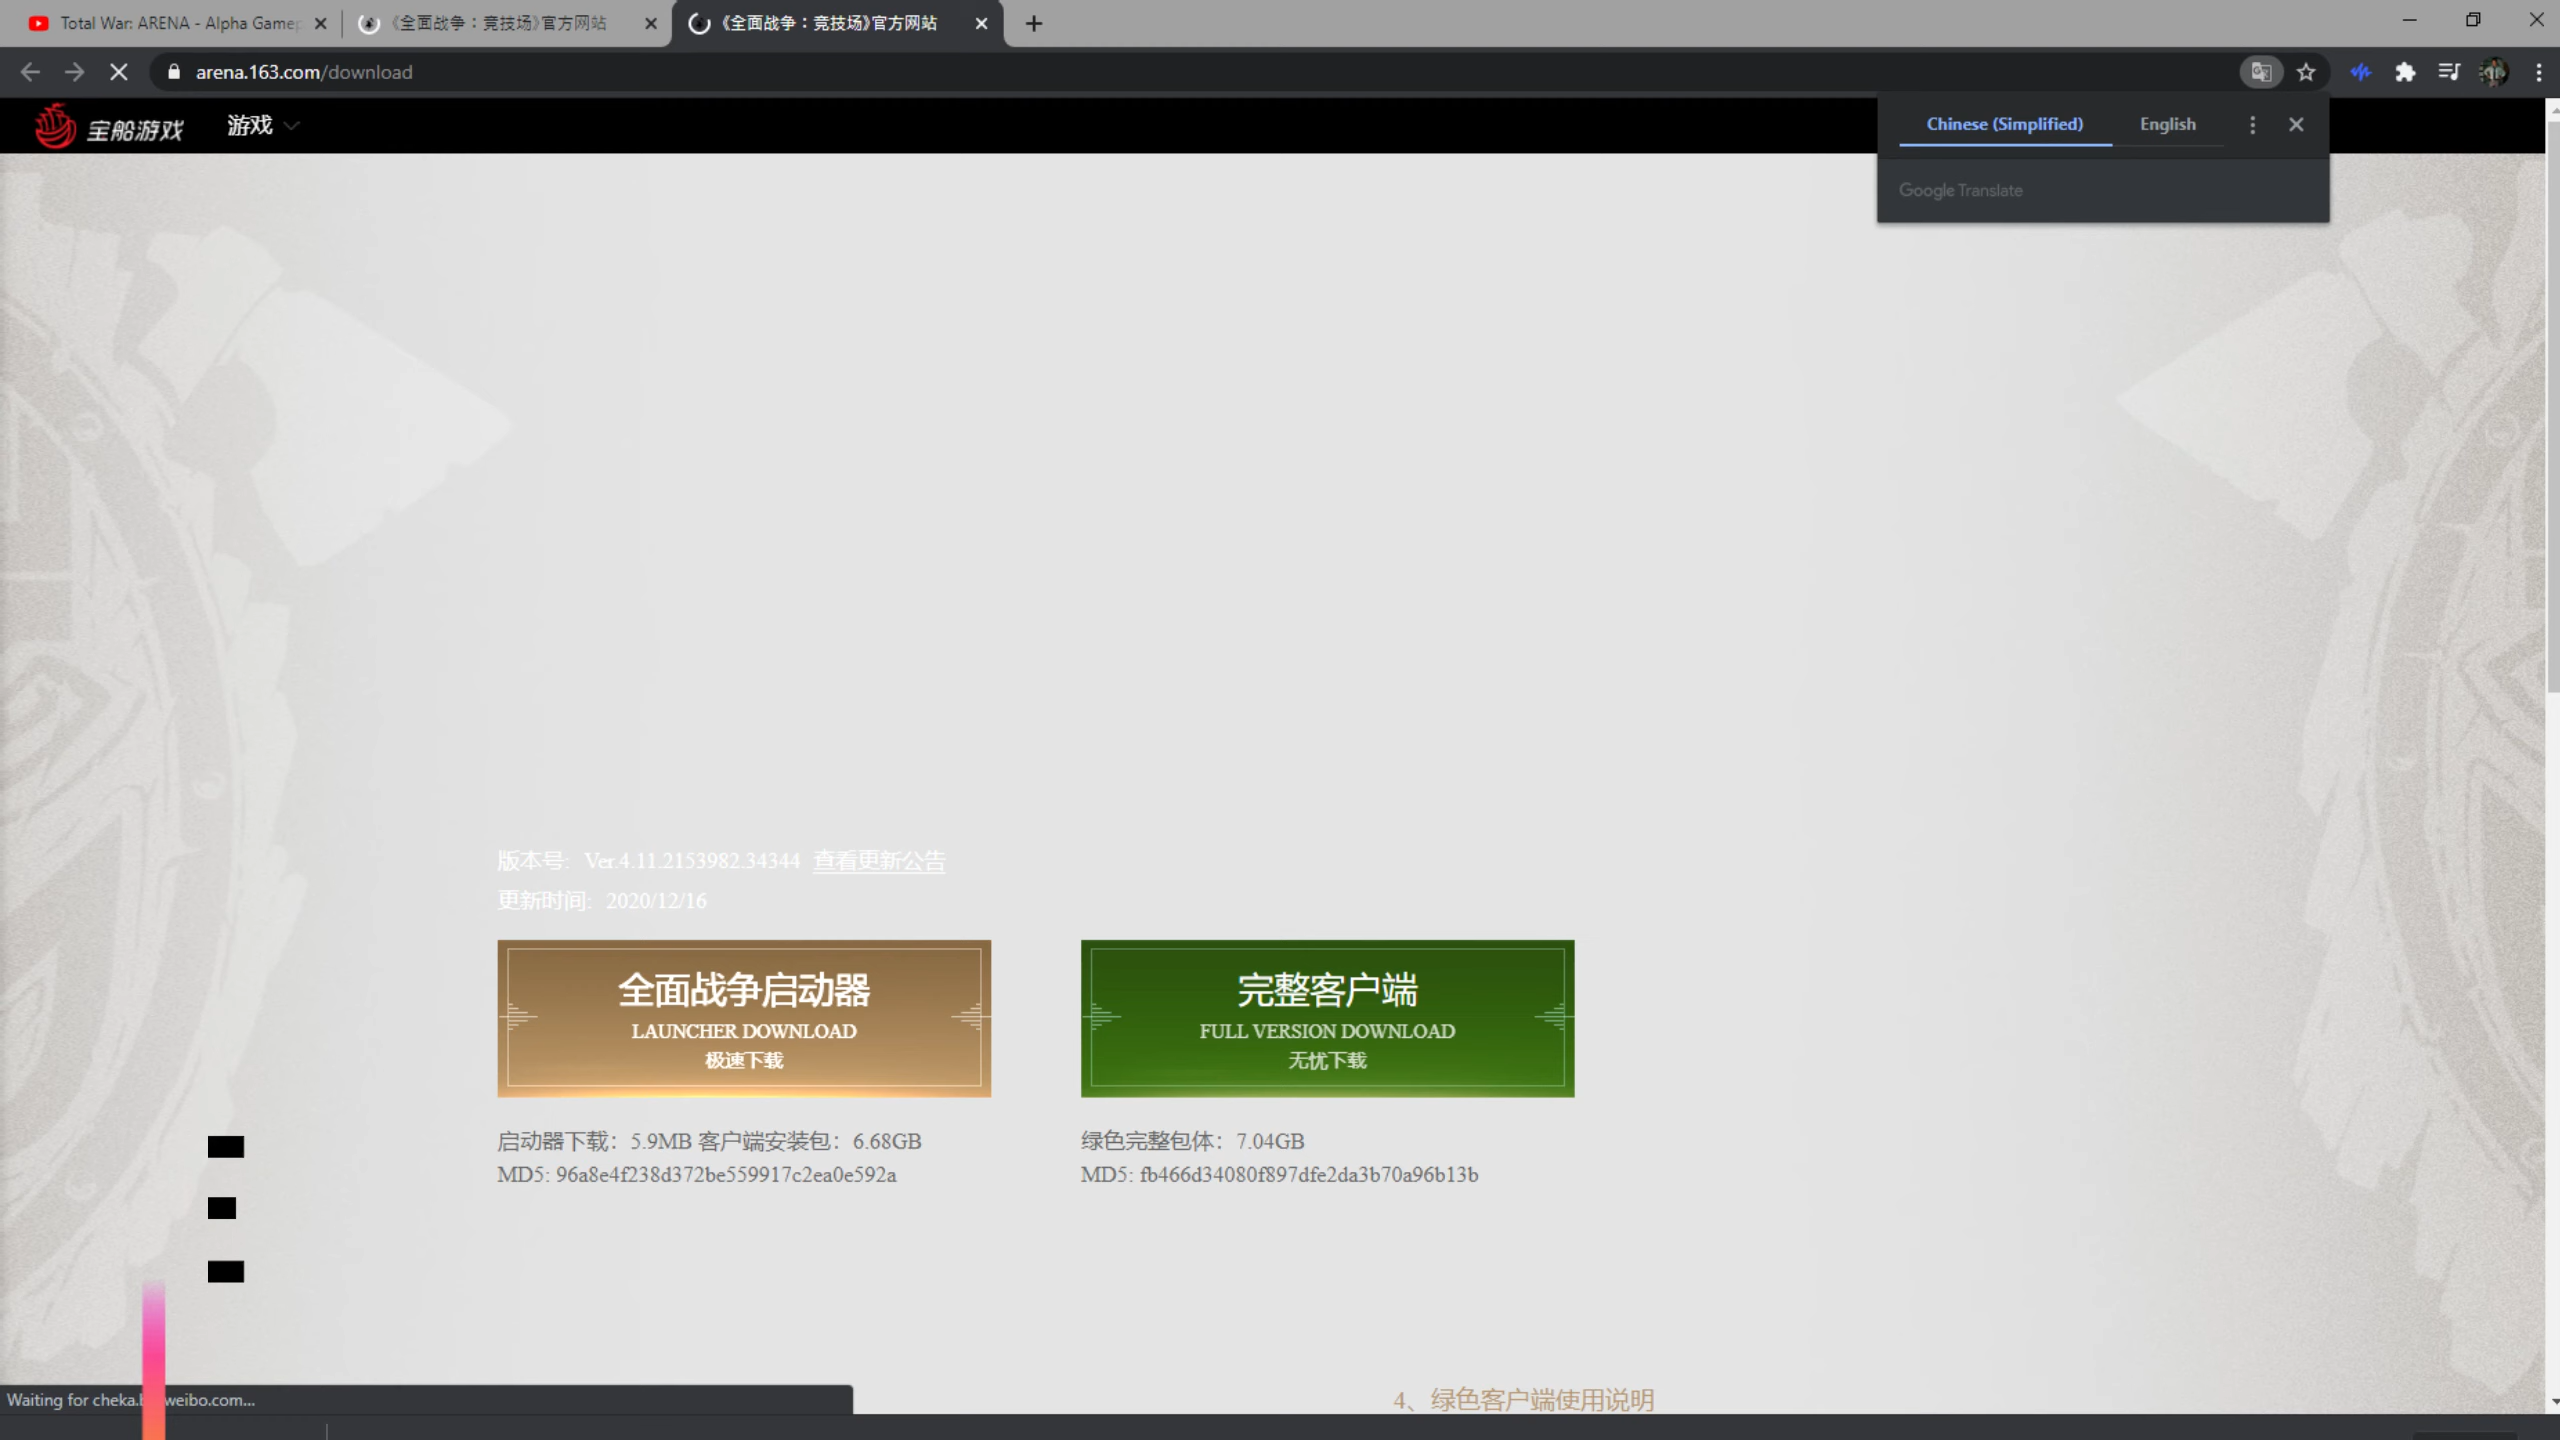 Total War: ARENA - Alpha Gamep
《全面战争：竞技场》官方网站
《全面战争：竞技场》官方网站
arena.163.com/download
宝船游戏
游戏
Chinese (Simplified)
English
Google Translate
版本号: Ver.4.11.2153982.34344 查看更新公告
更新时间: 2020/12/16
全面战争启动器
LAUNCHER DOWNLOAD
极速下载
完整客户端
FULL VERSION DOWNLOAD
无忧下载
启动器下载：5.9MB 客户端安装包：6.68GB
MD5: 96a8e4f238d372be559917c2ea0e592a
绿色完整包体：7.04GB
MD5: fb466d34080f897dfe2da3b70a96b13b
4、绿色客户端使用说明
Waiting for cheka. weibo.com...